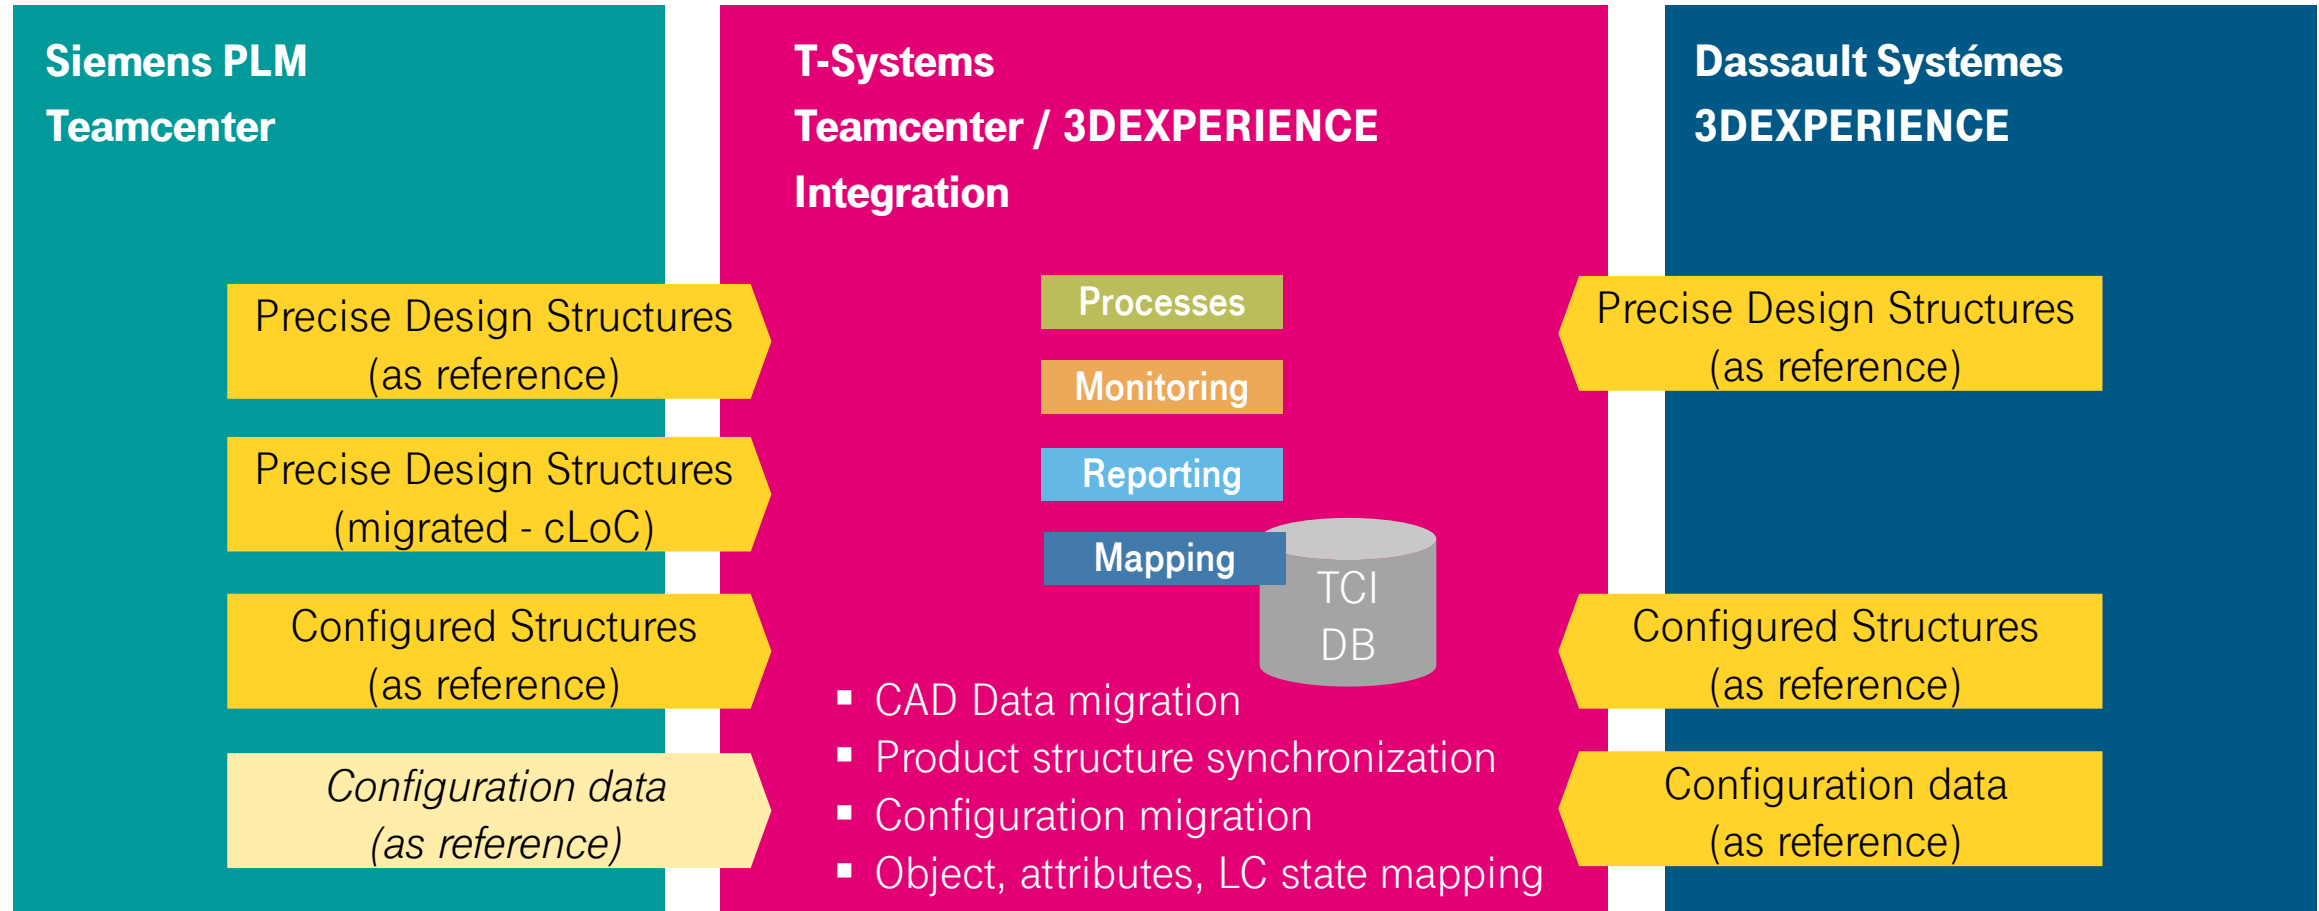 Siemens PLM
Teamcenter
Precise Design Structures
(as reference)
Precise Design Structures
(migrated - cLoC)
Configured Structures
(as reference)
Configuration data
(as reference)
T-Systems
Teamcenter / 3DEXPERIENCE
Integration
Processes
Monitoring
Reporting
Mapping
TCI
DB
▪ CAD Data migration
▪ Product structure synchronization
▪ Configuration migration
▪ Object, attributes, LC state mapping
Dassault Systémes
3DEXPERIENCE
Precise Design Structures
(as reference)
Configured Structures
(as reference)
Configuration data
(as reference)